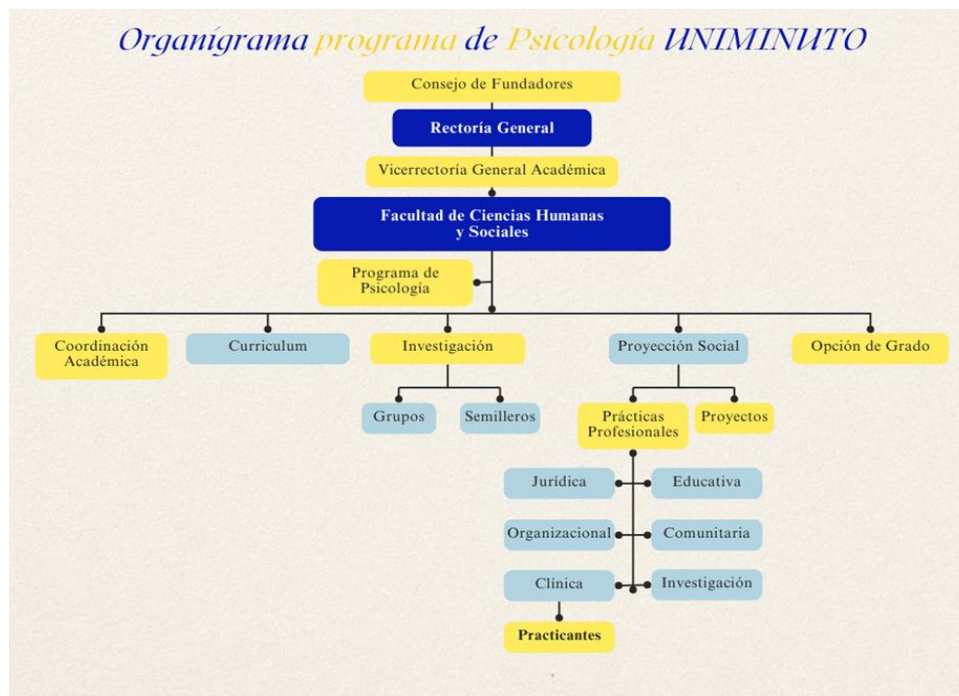 Organígrama programa de Psicología UNIMINUTO
Consejo de Fundadores
Rectoría General
Vicerrectoría General Académica
Facultad de Ciencias Humanas
y Sociales
Programa de
Psicología
Coordinación
Académica
Curriculum
Investigación
Proyección Social
Opción de Grado
Grupos
Semilleros
Prácticas
Profesionales
Proyectos
Jurídica
Educativa
Organizacional
Comunitaria
Clínica
Investigación
Practicantes